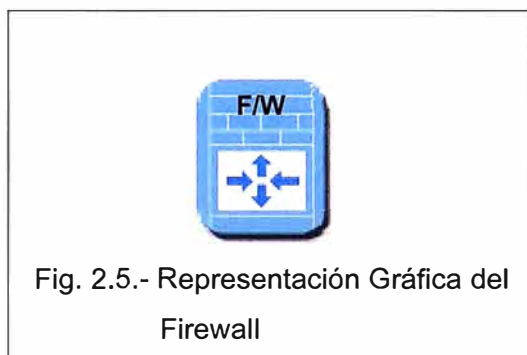 F/W
Fig. 2.5.- Representación Gráfica del
Firewall